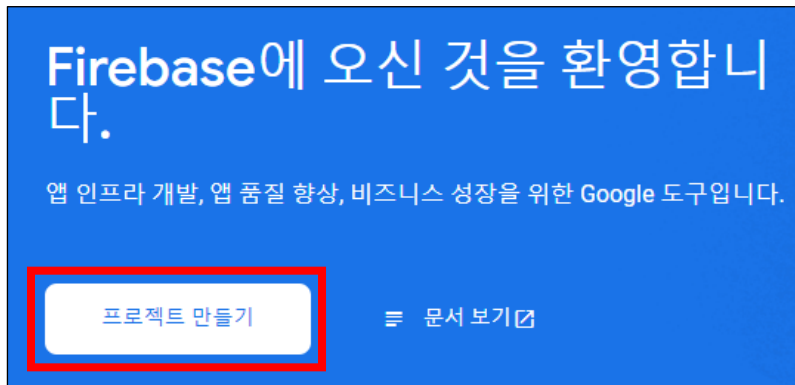 Firebase에 오신 것을 환영합니
다.
앱 인프라 개발, 앱 품질 향상, 비즈니스 성장을 위한 Google 도구입니다.
프로젝트 만들기
문서 보기